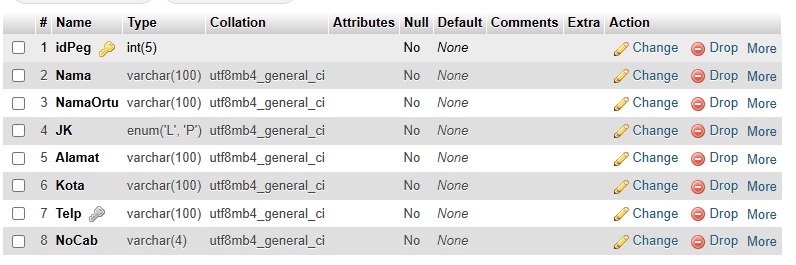 # Name Type Collation Attributes Null Default Comments Extra Action
1 idPeg int(5) No None Change Drop More
2 Nama varchar(100) utf8mb4_general_ci No None Change Drop More
3 NamaOrtu varchar(100) utf8mb4_general_ci No None Change Drop More
4 JK enum('L', 'P') utf8mb4_general_ci No None Change Drop More
5 Alamat varchar(100) utf8mb4_general_ci No None Change Drop More
6 Kota varchar(100) utf8mb4_general_ci No None Change Drop More
7 Telp varchar(100) utf8mb4_general_ci No None Change Drop More
8 NoCab varchar(4) utf8mb4_general_ci No None Change Drop More